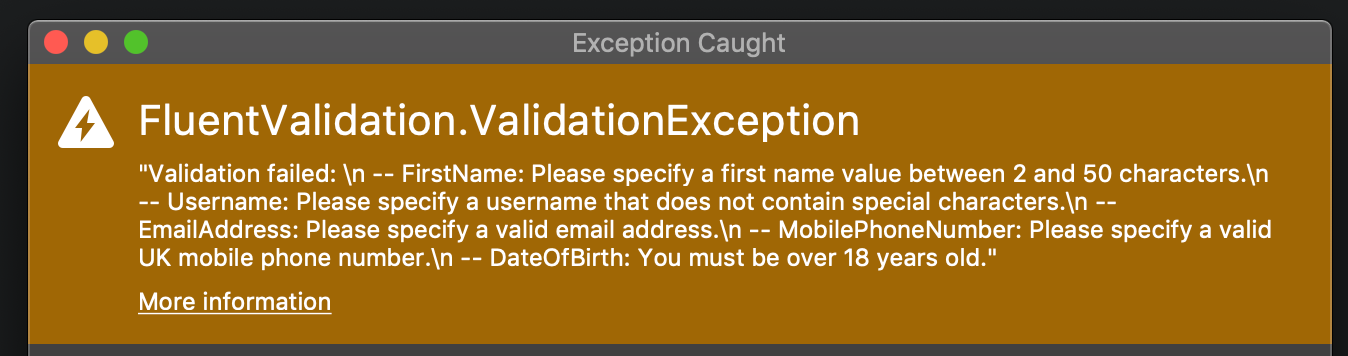 Exception Caught
FluentValidation.ValidationException
"Validation failed: \n -- FirstName: Please specify a first name value between 2 and 50 characters.\n
-- Username: Please specify a username that does not contain special characters.\n --
EmailAddress: Please specify a valid email address.\n -- MobilePhoneNumber: Please specify a valid
UK mobile phone number.\n -- DateOfBirth: You must be over 18 years old."
More information